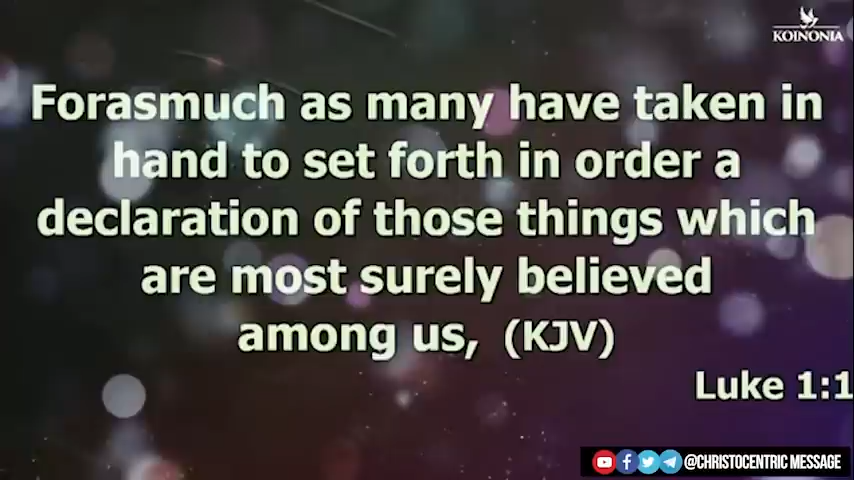 KOINONIA
Forasmuch as many have taken in
hand to set forth in order a
declaration of those things which
are most surely believed
among us, (KJV)
Luke 1:1
@CHRISTOCENTRIC MESSAGE